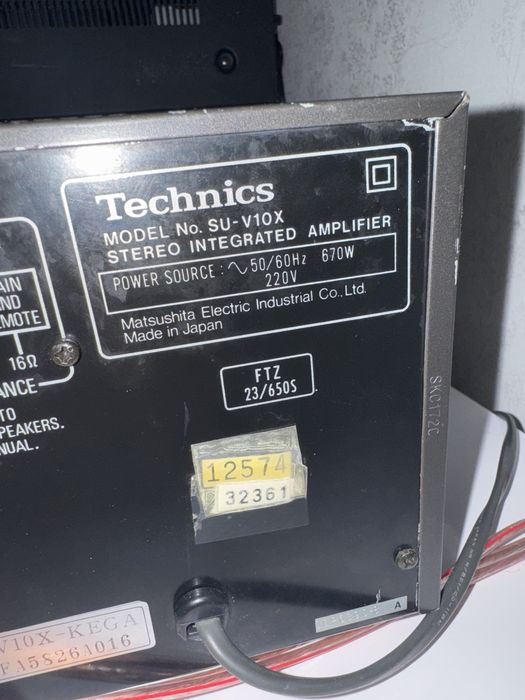 Technics
MODEL No. SU-V10X
STEREO INTEGRATED AMPLIFIER
POWER SOURCE : ∿ 50/60Hz 670W
220V
Matsushita Electric Industrial Co., Ltd.
Made in Japan
AIN
ND
EMOTE
16Ω
ANCE
TO
PEAKERS.
NUAL.
FTZ
23/650S
SKC172C
12574
32361
A
V10X-KEGA
FA5826A016